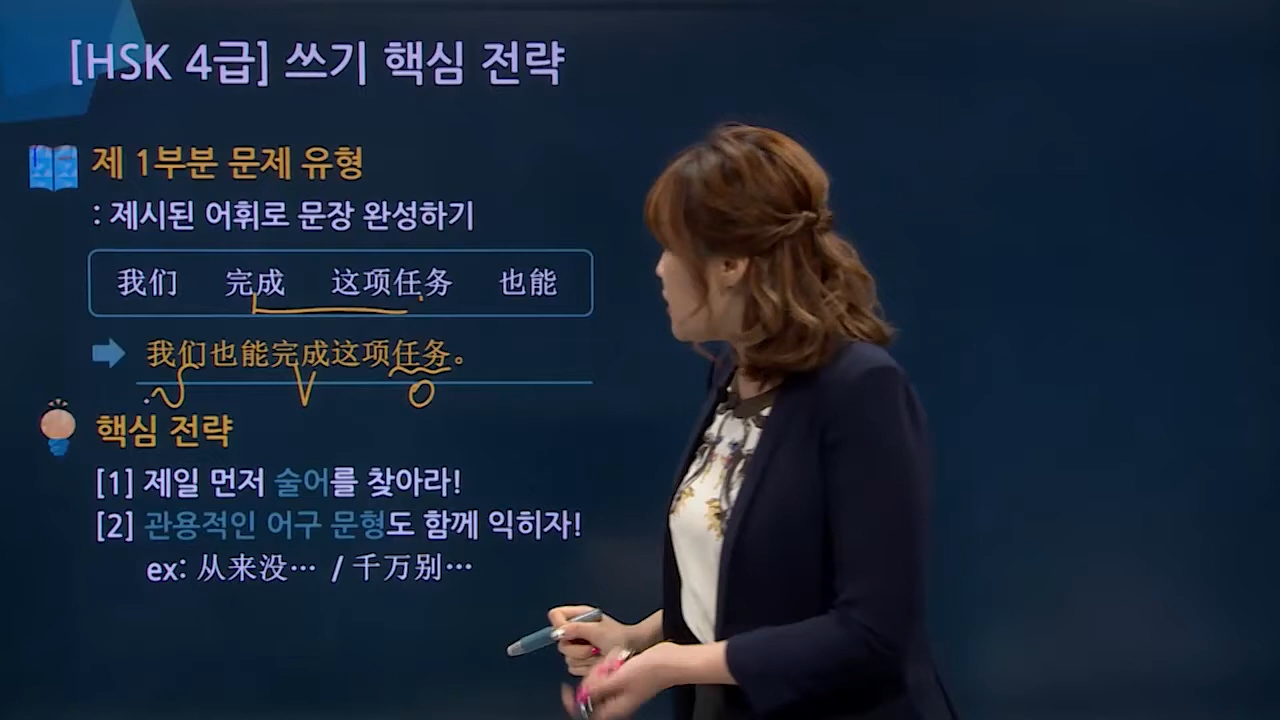 [HSK 4급] 쓰기 핵심 전략
제 1부분 문제 유형
: 제시된 어휘로 문장 완성하기
我们 完成 这项任务 也能
我们也能完成这项任务。
S V O
핵심 전략
[1] 제일 먼저 술어를 찾아라!
[2] 관용적인 어구 문형도 함께 익히자!
ex: 从来没… / 千万别…